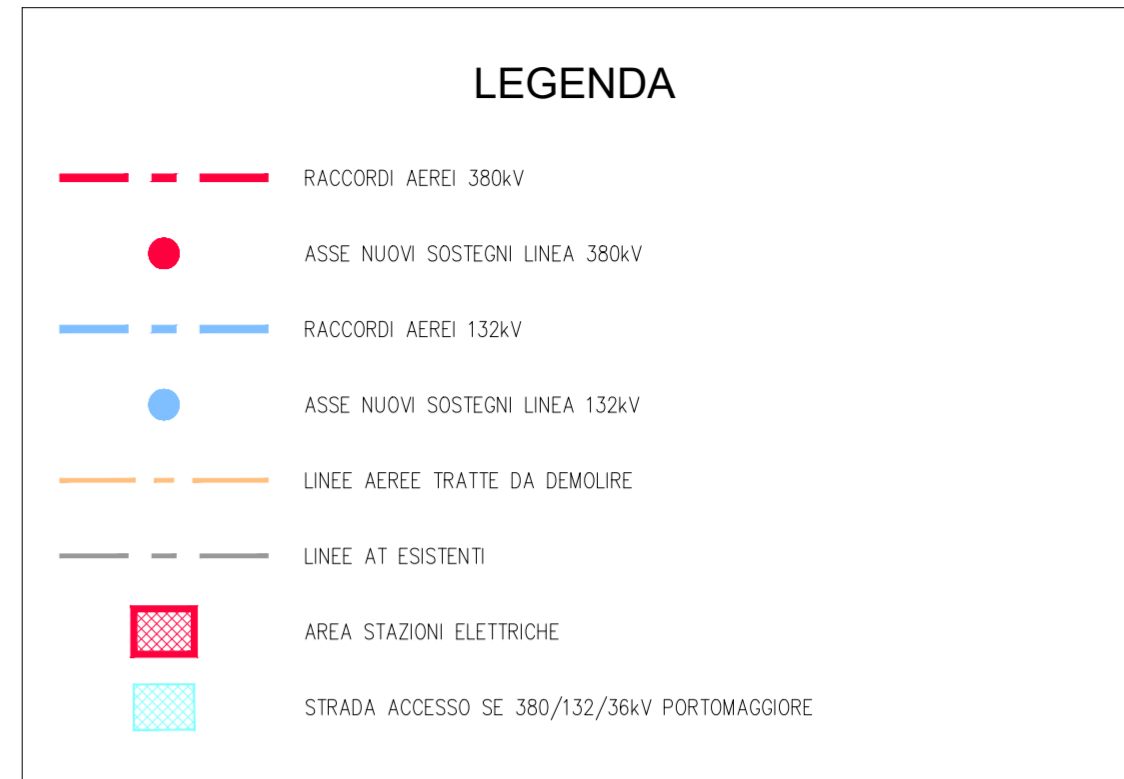 LEGENDA
RACCORDI AEREI 380kV
ASSE NUOVI SOSTEGNI LINEA 380kV
RACCORDI AEREI 132kV
ASSE NUOVI SOSTEGNI LINEA 132kV
LINEE AEREE TRATTE DA DEMOLIRE
LINEE AT ESISTENTI
AREA STAZIONI ELETTRICHE
STRADA ACCESSO SE 380/132/36kV PORTOMAGGIORE